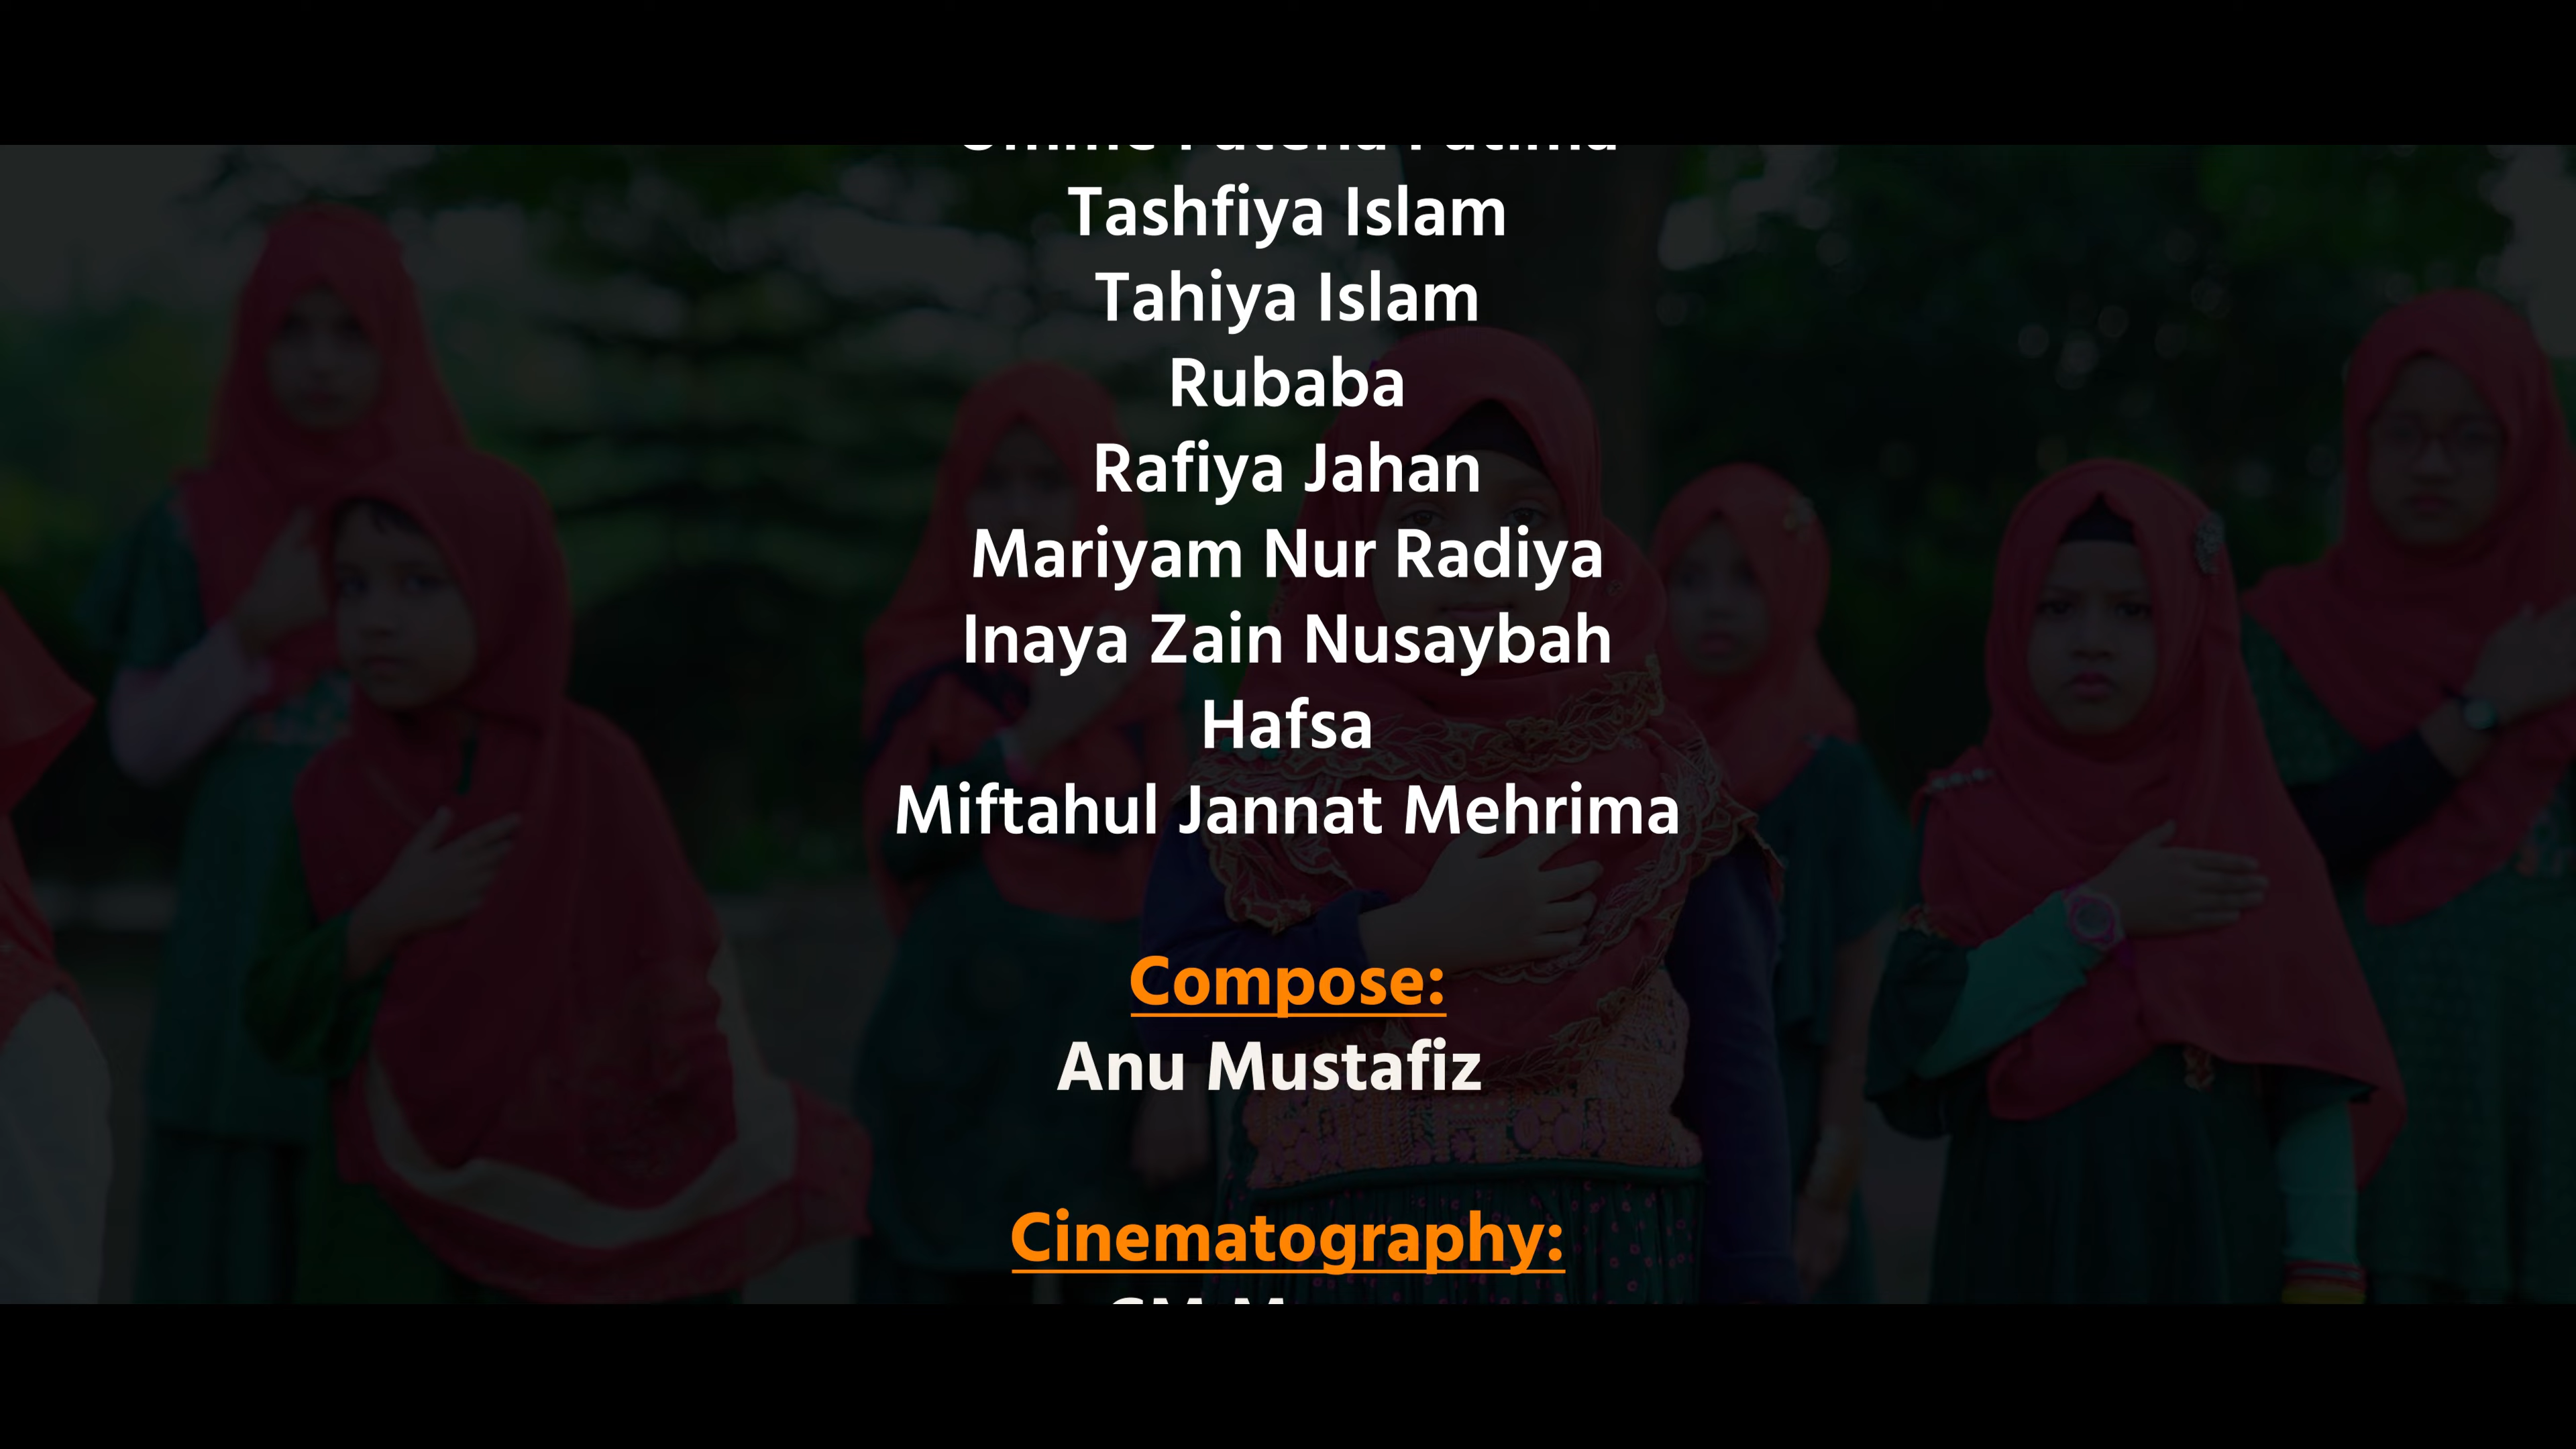 Tashfiya Islam
Tahiya Islam
Rubaba
Rafiya Jahan
Mariyam Nur Radiya
Inaya Zain Nusaybah
Hafsa
Miftahul Jannat Mehrima
Compose:
Anu Mustafiz
Cinematography: